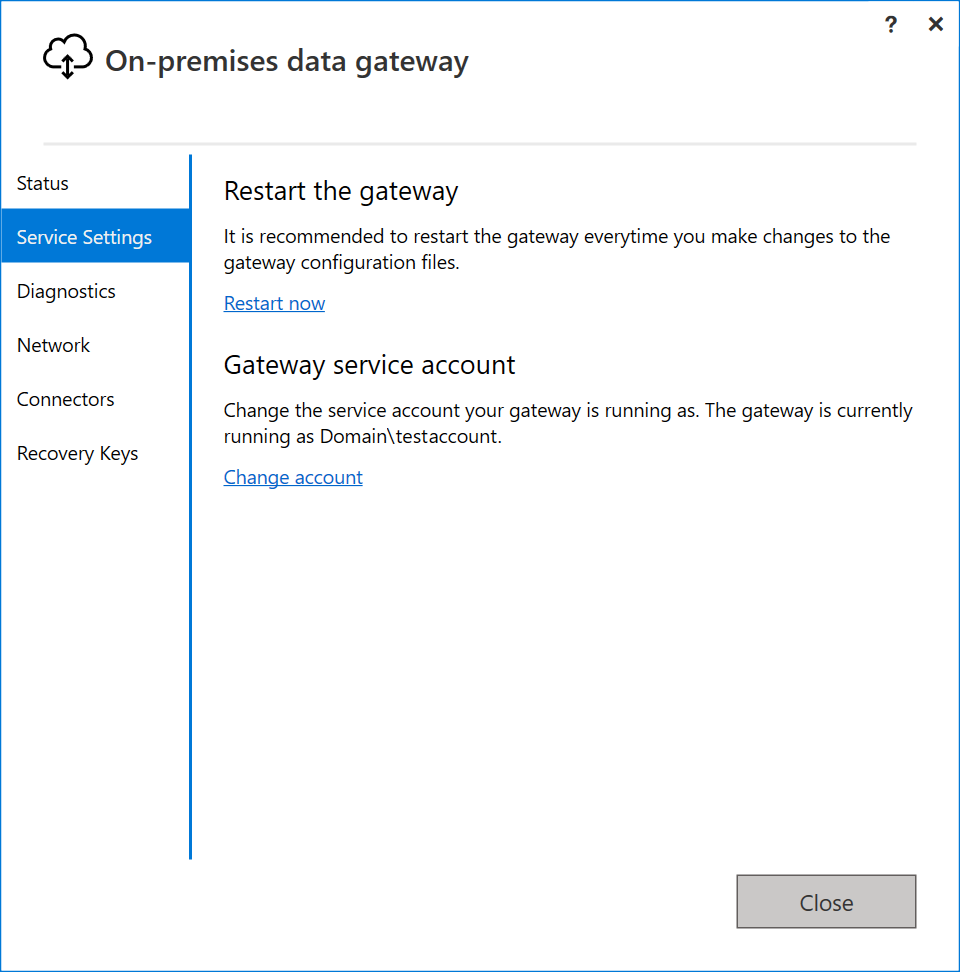 ?
On-premises data gateway
Status
Service Settings
Diagnostics
Network
Connectors
Recovery Keys
Restart the gateway
It is recommended to restart the gateway everytime you make changes to the
gateway configuration files.
Restart now
Gateway service account
Change the service account your gateway is running as. The gateway is currently
running as Domain\testaccount.
Change account
Close